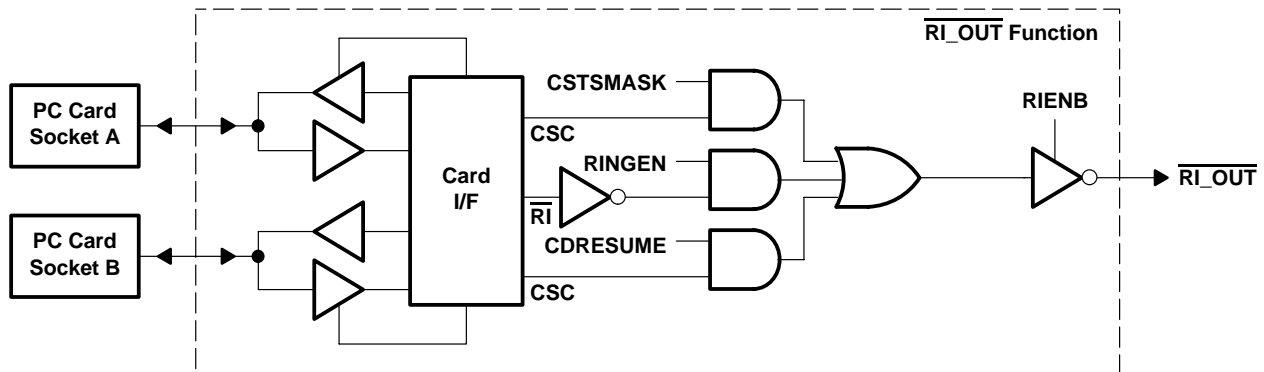 RI_OUT Function
PC Card
Socket A
PC Card
Socket B
Card
I/F
CSTSMASK
CSC
RINGEN
RI
CDRESUME
CSC
RIENB
RI_OUT